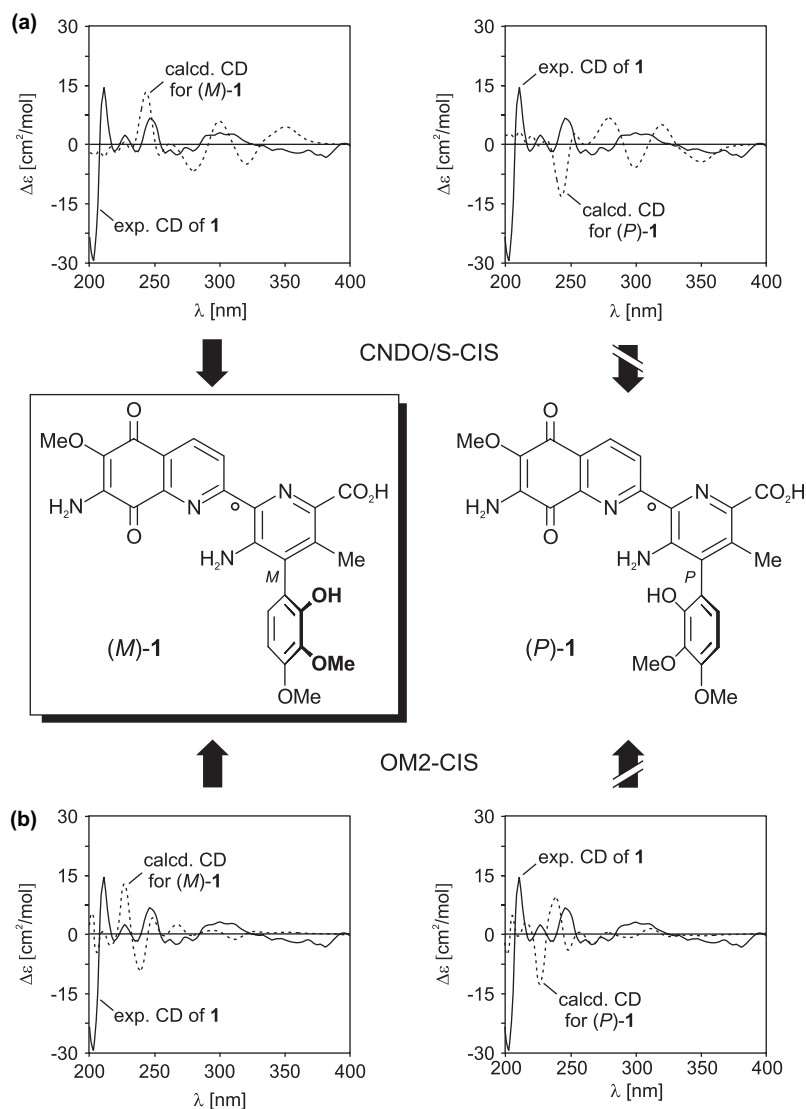 (a)
30
15
0
-15
-30
Δε [cm²/mol]
calcd. CD
for (M)-1
exp. CD of 1
200 250 300 350 400
λ [nm]
30
15
0
-15
-30
Δε [cm²/mol]
exp. CD of 1
calcd. CD
for (P)-1
200 250 300 350 400
λ [nm]
CNDO/S-CIS
O
MeO
H₂N
O
N
N
CO₂H
H₂N
Me
M
OH
OMe
OMe
(M)-1
O
MeO
H₂N
O
N
N
CO₂H
H₂N
Me
P
HO
MeO
OMe
(P)-1
OM2-CIS
(b)
30
15
0
-15
-30
Δε [cm²/mol]
calcd. CD
for (M)-1
exp. CD of 1
200 250 300 350 400
λ [nm]
30
15
0
-15
-30
Δε [cm²/mol]
exp. CD of 1
calcd. CD
for (P)-1
200 250 300 350 400
λ [nm]